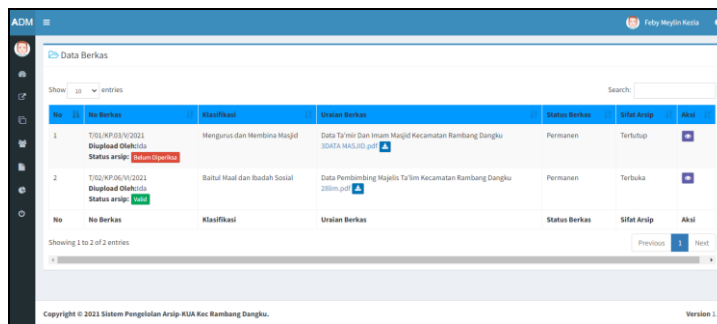 ADM Feby Meylin Kezia
Data Berkas
Show 10 entries Search:
No No Berkas Klasifikasi Uraian Berkas Status Berkas Sifat Arsip Aksi
1 T/01/KP.03/V/2021 Mengurus dan Membina Masjid Data Ta'mir Dan Imam Masjid Kecamatan Rambang Dangku Permanen Tertutup
Diupload Oleh:Ida 3DATA MASJID.pdf
Status arsip: Belum Diperiksa
2 T/02/KP.06/VI/2021 Baitul Maal dan Ibadah Sosial Data Pembimbing Majelis Ta'lim Kecamatan Rambang Dangku Permanen Terbuka
Diupload Oleh:Ida 28lim.pdf
Status arsip: Valid
No No Berkas Klasifikasi Uraian Berkas Status Berkas Sifat Arsip Aksi
Showing 1 to 2 of 2 entries Previous 1 Next
Copyright © 2021 Sistem Pengelolan Arsip-KUA Kec Rambang Dangku. Version 1.